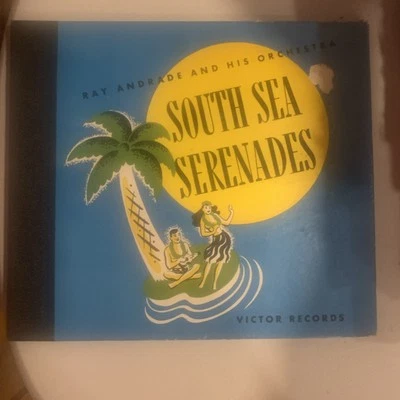 RAY ANDRADE AND HIS ORCHESTRA
SOUTH SEA
SERENADES
VICTOR RECORDS